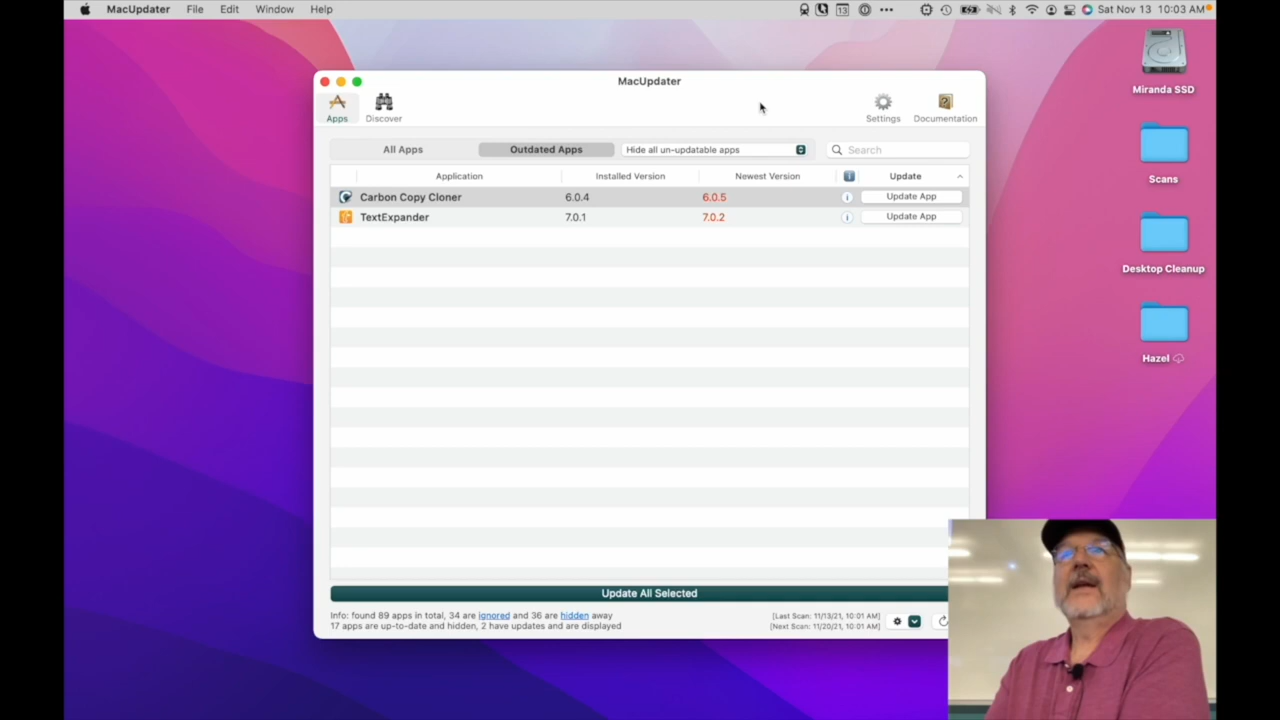 MacUpdater File Edit Window Help 13 Sat Nov 13 10:03 AM
MacUpdater
Apps Discover Settings Documentation
All Apps Outdated Apps Hide all un-updatable apps Search
Application Installed Version Newest Version Update
Carbon Copy Cloner 6.0.4 6.0.5 Update App
TextExpander 7.0.1 7.0.2 Update App
Update All Selected
Info: found 89 apps in total, 34 are ignored and 36 are hidden away
17 apps are up-to-date and hidden, 2 have updates and are displayed
[Last Scan: 11/13/21, 10:01 AM]
[Next Scan: 11/20/21, 10:01 AM]
Miranda SSD
Scans
Desktop Cleanup
Hazel